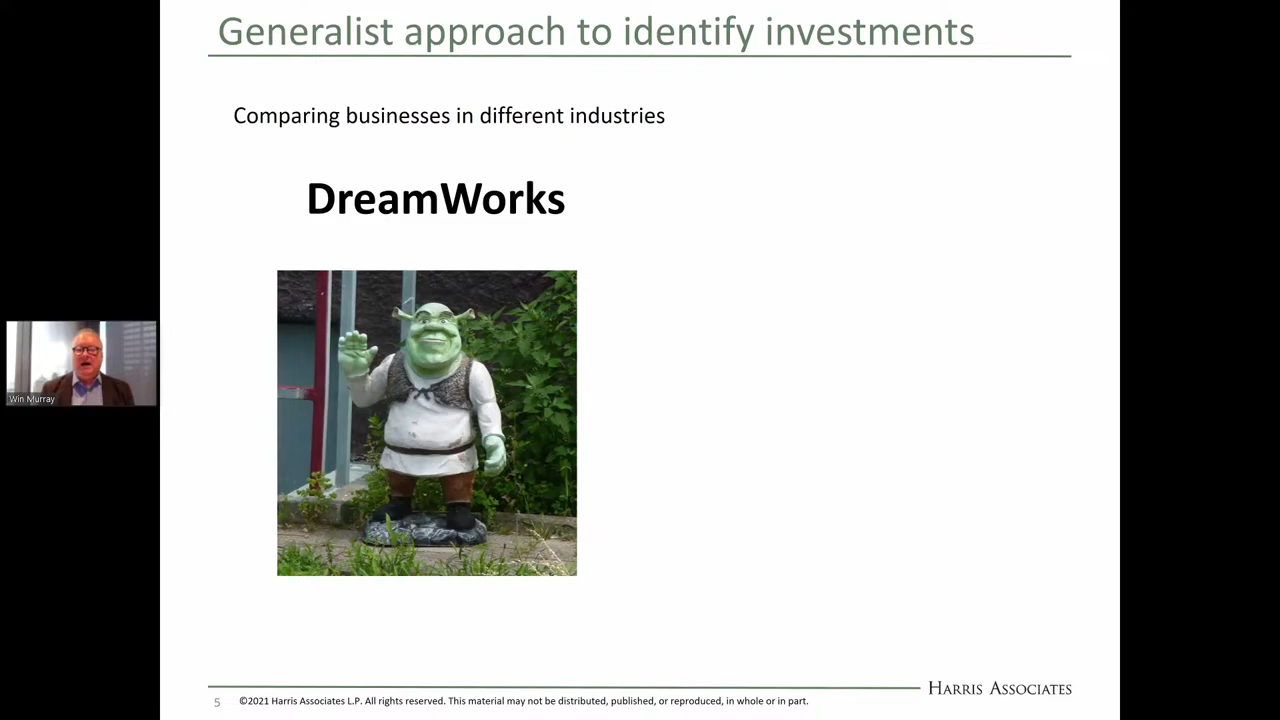 Generalist approach to identify investments
Comparing businesses in different industries
DreamWorks
Win Murray
HARRIS ASSOCIATES
5
©2021 Harris Associates L.P. All rights reserved. This material may not be distributed, published, or reproduced, in whole or in part.